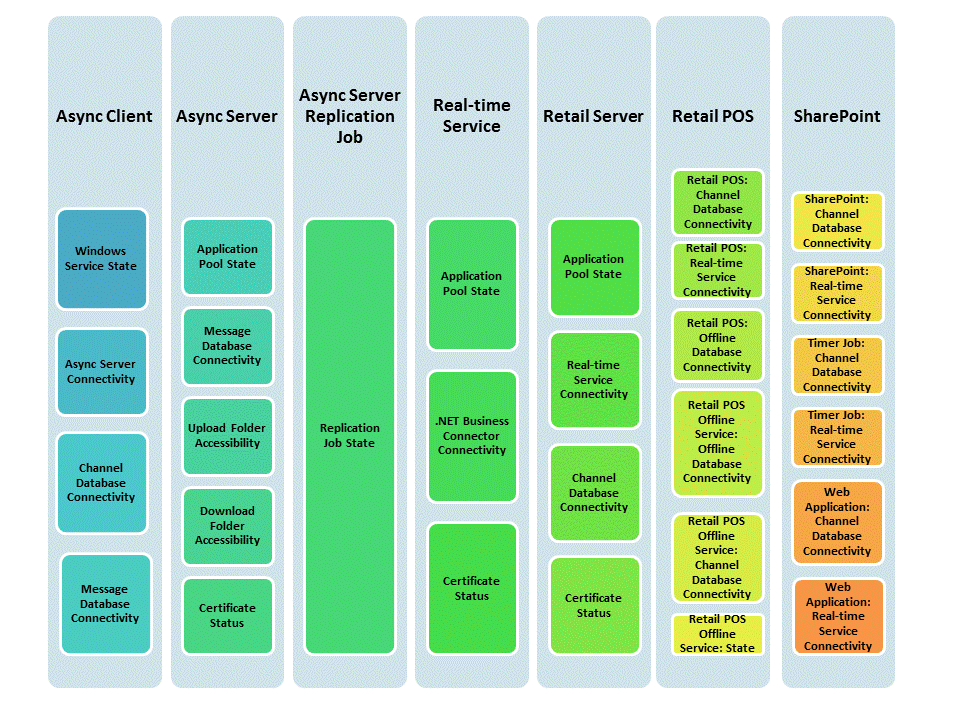 Async Client
Windows
Service State
Async Server
Connectivity
Channel
Database
Connectivity
Message
Database
Connectivity
Async Server
Application
Pool State
Message
Database
Connectivity
Upload Folder
Accessibility
Download
Folder
Accessibility
Certificate
Status
Async Server
Replication
Job
Replication
Job State
Real-time
Service
Application
Pool State
.NET Business
Connector
Connectivity
Certificate
Status
Retail Server
Application
Pool State
Real-time
Service
Connectivity
Channel
Database
Connectivity
Certificate
Status
Retail POS
Retail POS:
Channel
Database
Connectivity
Retail POS:
Real-time
Service
Connectivity
Retail POS:
Offline
Database
Connectivity
Retail POS
Offline
Service:
Offline
Database
Connectivity
Retail POS
Offline
Service:
Channel
Database
Connectivity
Retail POS
Offline
Service: State
SharePoint
SharePoint:
Channel
Database
Connectivity
SharePoint:
Real-time
Service
Connectivity
Timer Job:
Channel
Database
Connectivity
Timer Job:
Real-time
Service
Connectivity
Web
Application:
Channel
Database
Connectivity
Web
Application:
Real-time
Service
Connectivity